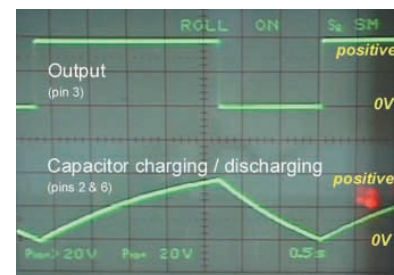 ROLL ON SM
positive
Output
(pin 3)
0V
Capacitor charging / discharging
(pins 2 & 6)
positive
0V
20V 20V 0.5s